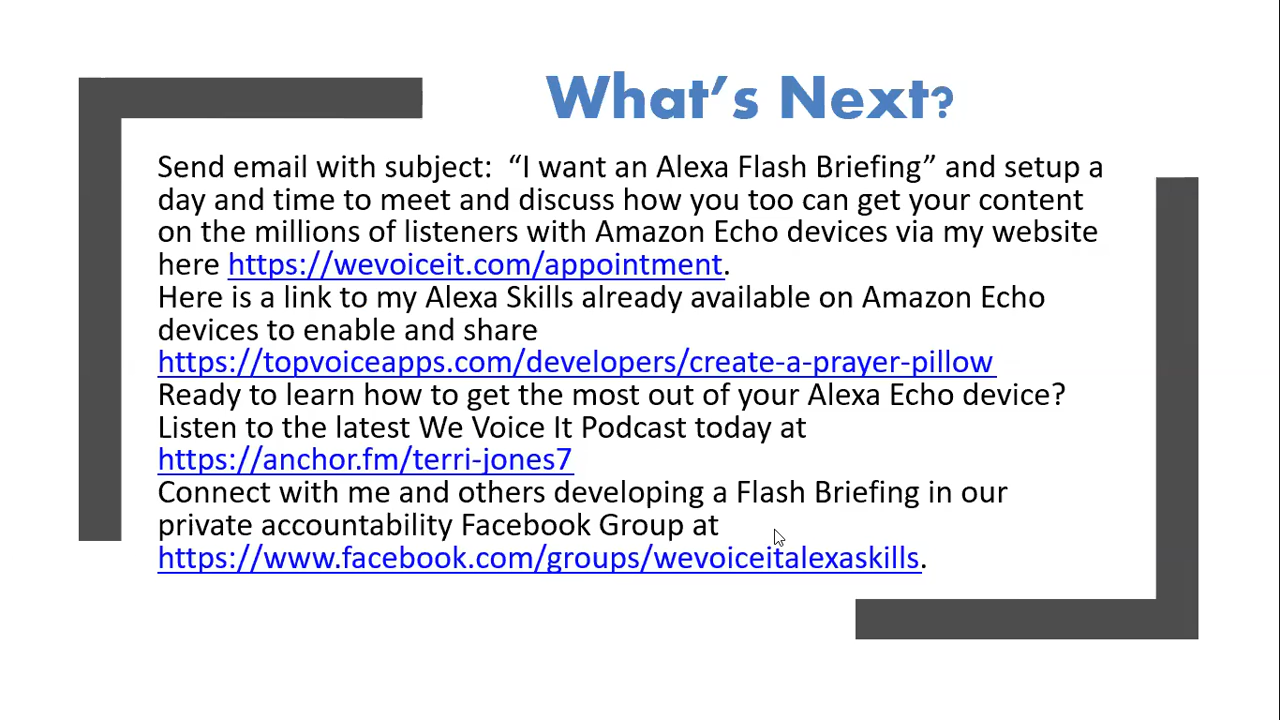 What's Next?
Send email with subject:  “I want an Alexa Flash Briefing” and setup a
day and time to meet and discuss how you too can get your content
on the millions of listeners with Amazon Echo devices via my website
here https://wevoiceit.com/appointment.
Here is a link to my Alexa Skills already available on Amazon Echo
devices to enable and share
https://topvoiceapps.com/developers/create-a-prayer-pillow
Ready to learn how to get the most out of your Alexa Echo device?
Listen to the latest We Voice It Podcast today at
https://anchor.fm/terri-jones7
Connect with me and others developing a Flash Briefing in our
private accountability Facebook Group at
https://www.facebook.com/groups/wevoiceitalexaskills.